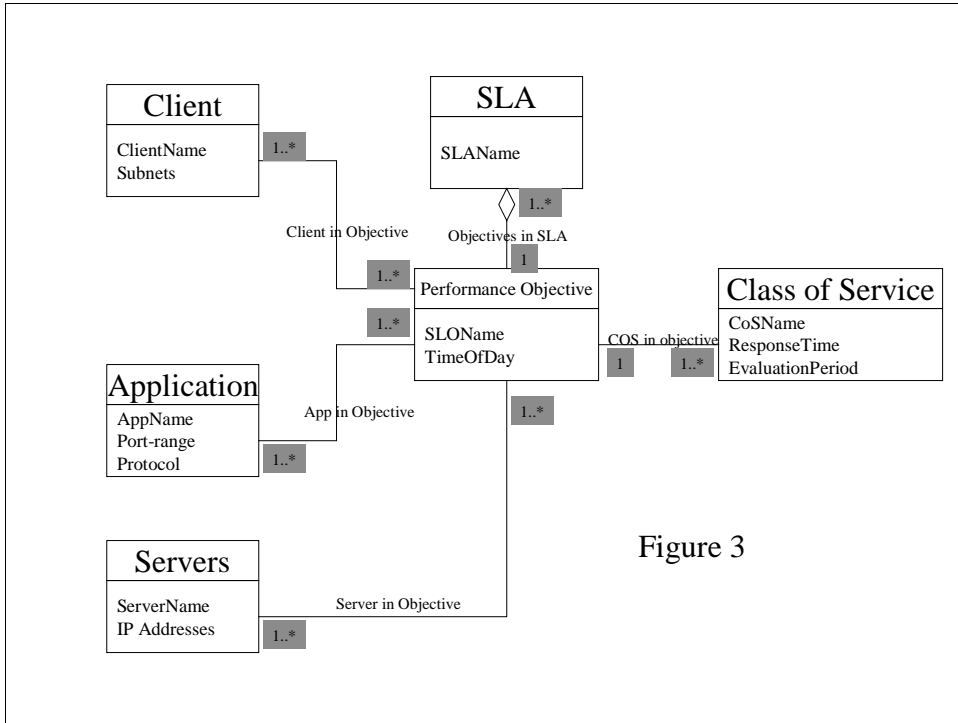 Client
ClientName
Subnets
1..*
SLA
SLAName
1..*
Client in Objective
Objectives in SLA
1
1..*
Performance Objective
SLOName
TimeOfDay
1..*
Class of Service
CoSName
ResponseTime
EvaluationPeriod
COS in objective
1
1..*
Application
AppName
Port-range
Protocol
App in Objective
1..*
1..*
Servers
ServerName
IP Addresses
Server in Objective
1..*
Figure 3